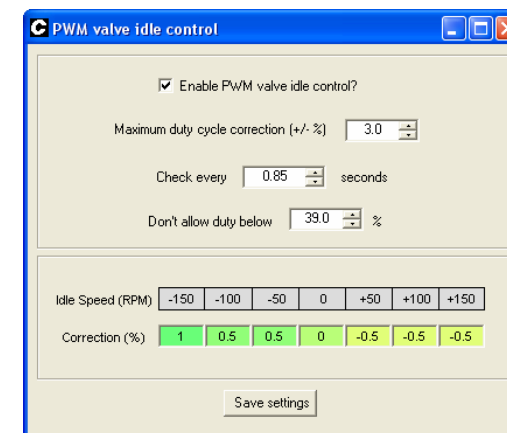 C PWM valve idle control
Enable PWM valve idle control?
Maximum duty cycle correction (+/- %) 3.0
Check every 0.85 seconds
Don't allow duty below 39.0 %
Idle Speed (RPM) -150 -100 -50 0 +50 +100 +150
Correction (%) 1 0.5 0.5 0 -0.5 -0.5 -0.5
Save settings